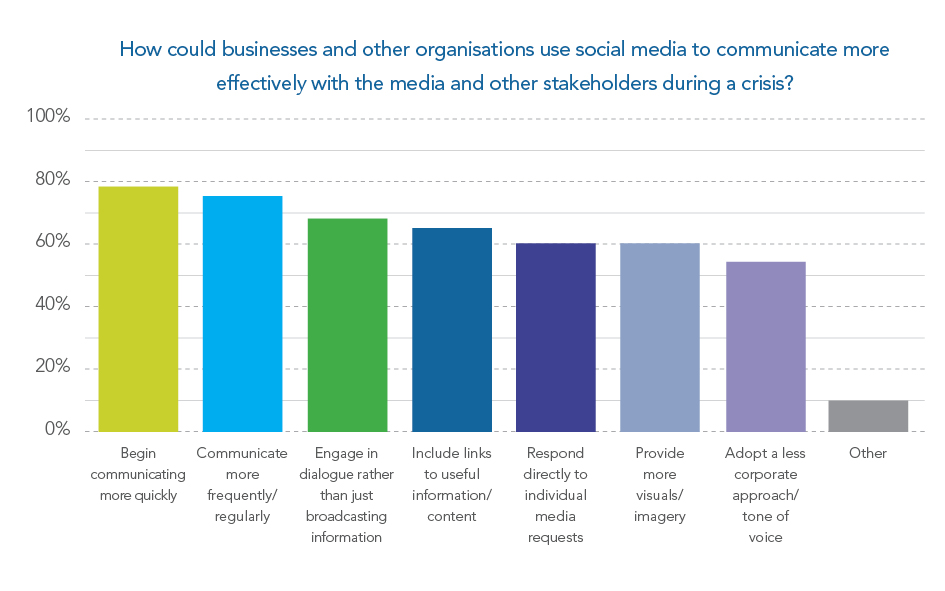 How could businesses and other organisations use social media to communicate more
effectively with the media and other stakeholders during a crisis?
100%
80%
60%
40%
20%
0%
Begin
communicating
more quickly
Communicate
more
frequently/
regularly
Engage in
dialogue rather
than just
broadcasting
information
Include links
to useful
information/
content
Respond
directly to
individual
media
requests
Provide
more
visuals/
imagery
Adopt a less
corporate
approach/
tone of
voice
Other